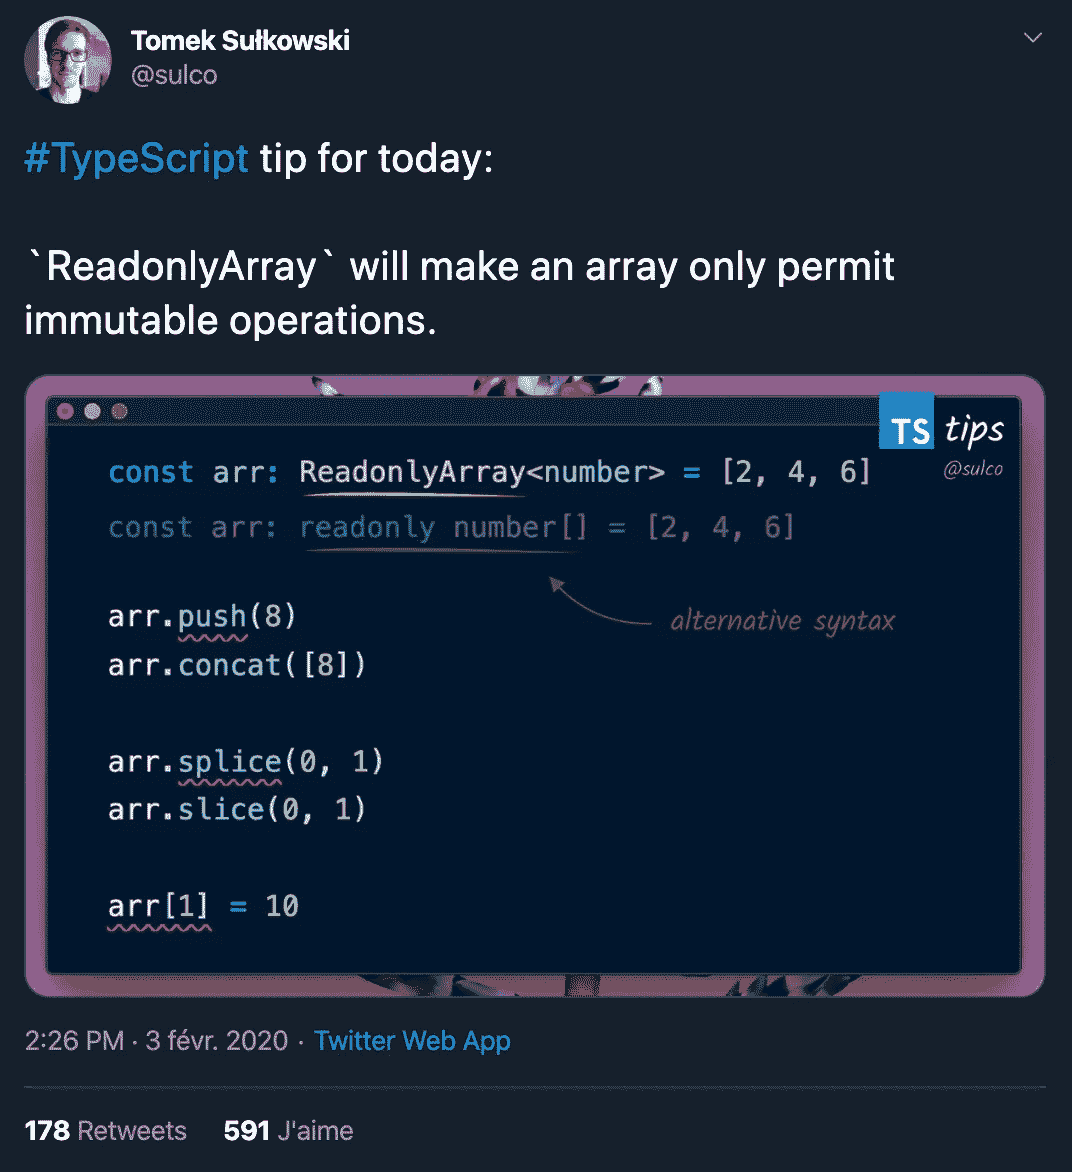 Tomek Sułkowski
@sulco
#TypeScript tip for today:
`ReadonlyArray` will make an array only permit
immutable operations.
TS tips
@sulco
const arr: ReadonlyArray<number> = [2, 4, 6]
const arr: readonly number[] = [2, 4, 6]
alternative syntax
arr.push(8)
arr.concat([8])
arr.splice(0, 1)
arr.slice(0, 1)
arr[1] = 10
2:26 PM · 3 févr. 2020 · Twitter Web App
178 Retweets 591 J'aime